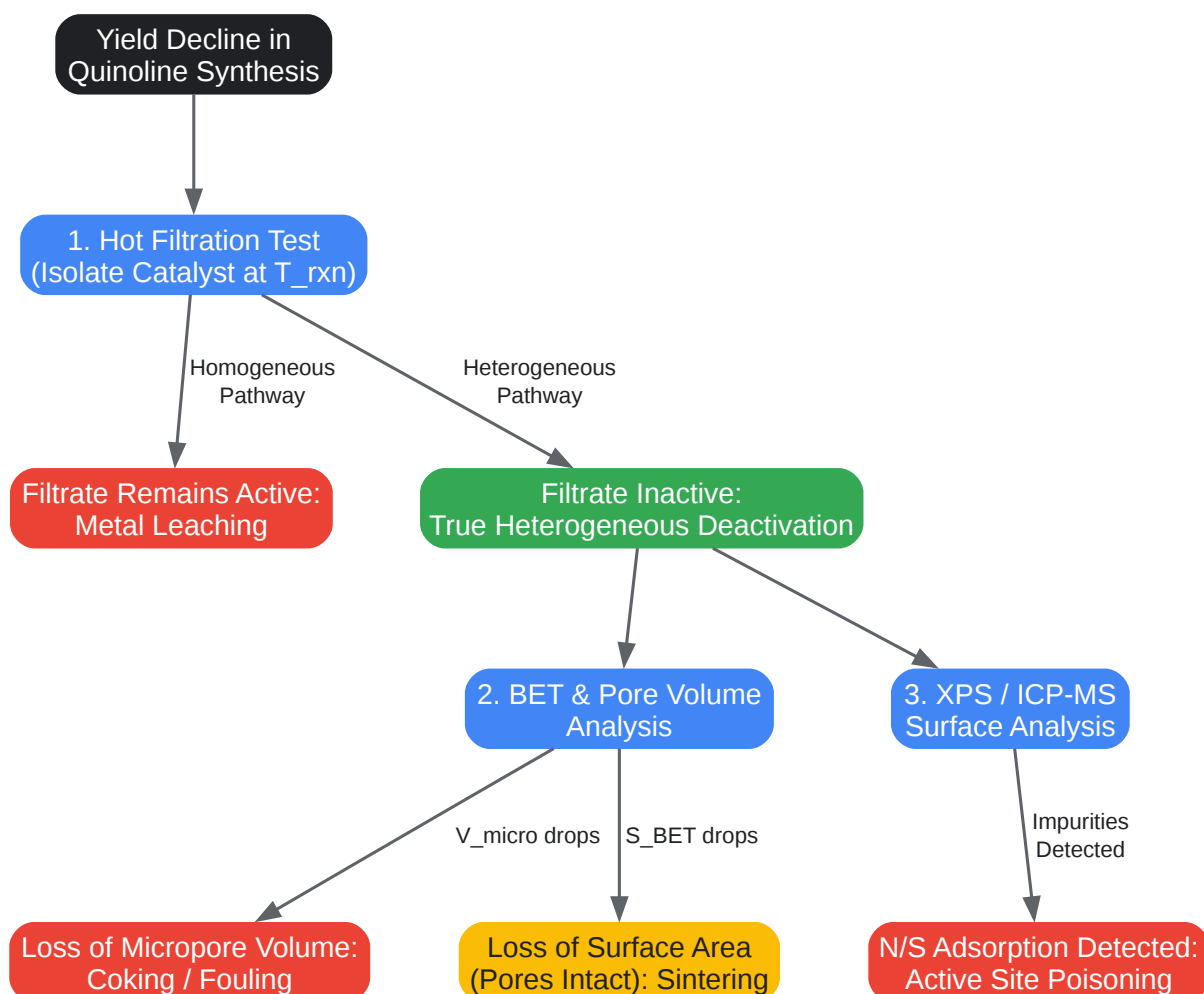 Yield Decline in
Quinoline Synthesis
1. Hot Filtration Test
(Isolate Catalyst at T_rxn)
Homogeneous
Pathway
Heterogeneous
Pathway
Filtrate Remains Active:
Metal Leaching
Filtrate Inactive:
True Heterogeneous Deactivation
2. BET & Pore Volume
Analysis
3. XPS / ICP-MS
Surface Analysis
V_micro drops
S_BET drops
Impurities
Detected
Loss of Micropore Volume:
Coking / Fouling
Loss of Surface Area
(Pores Intact): Sintering
N/S Adsorption Detected:
Active Site Poisoning